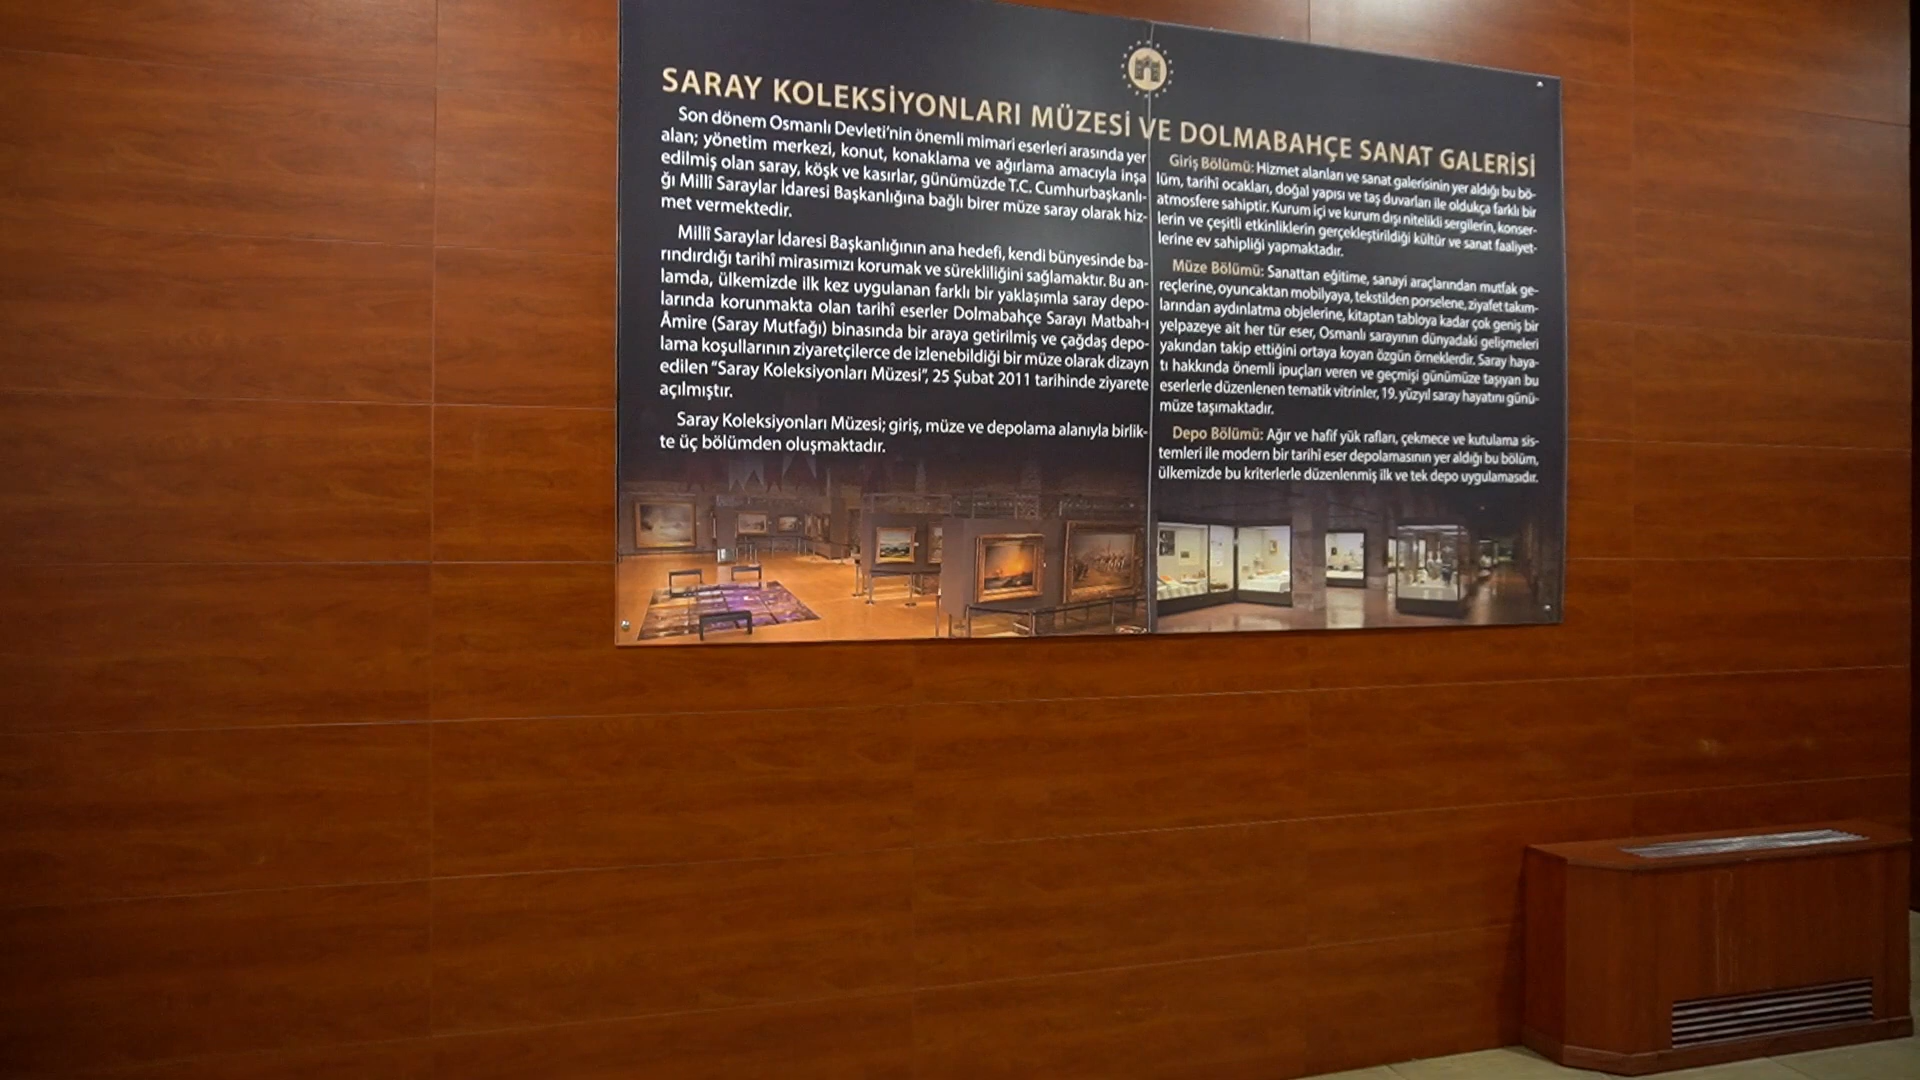 SARAY KOLEKSİYONLARI MÜZESİ VE DOLMABAHÇE SANAT GALERİSİ
Son dönem Osmanlı Devleti'nin önemli mimari eserleri arasında yer
alan; yönetim merkezi, konut, konaklama ve ağırlama amacıyla inşa
edilmiş olan saray, köşk ve kasırlar, günümüzde T.C. Cumhurbaşkanlı-
ğı Millî Saraylar İdaresi Başkanlığına bağlı birer müze saray olarak hiz-
met vermektedir.
Millî Saraylar İdaresi Başkanlığının ana hedefi, kendi bünyesinde ba-
rındırdığı tarihî mirasımızı korumak ve sürekliliğini sağlamaktır. Bu an-
lamda, ülkemizde ilk kez uygulanan farklı bir yaklaşımla saray depo-
larında korunmakta olan tarihî eserler Dolmabahçe Sarayı Matbah-ı
Âmire (Saray Mutfağı) binasında bir araya getirilmiş ve çağdaş depo-
lama koşullarının ziyaretçilerce de izlenebildiği bir müze olarak dizayn
edilen "Saray Koleksiyonları Müzesi", 25 Şubat 2011 tarihinde ziyarete
açılmıştır.
Saray Koleksiyonları Müzesi; giriş, müze ve depolama alanıyla birlik-
te üç bölümden oluşmaktadır.
Giriş Bölümü: Hizmet alanları ve sanat galerisinin yer aldığı bu bö-
lüm, tarihî ocakları, doğal yapısı ve taş duvarları ile oldukça farklı bir
atmosfere sahiptir. Kurum içi ve kurum dışı nitelikli sergilerin, konser-
lerin ve çeşitli etkinliklerin gerçekleştirildiği kültür ve sanat faaliyet-
lerine ev sahipliği yapmaktadır.
Müze Bölümü: Sanattan eğitime, sanayi araçlarından mutfak ge-
reçlerine, oyuncaktan mobilyaya, tekstilden porselene, ziyafet takım-
larından aydınlatma objelerine, kitaptan tabloya kadar çok geniş bir
yelpazeye ait her tür eser, Osmanlı sarayının dünyadaki gelişmeleri
yakından takip ettiğini ortaya koyan özgün örneklerdir. Saray haya-
tı hakkında önemli ipuçları veren ve geçmişi günümüze taşıyan bu
eserlerle düzenlenen tematik vitrinler, 19. yüzyıl saray hayatını günü-
müze taşımaktadır.
Depo Bölümü: Ağır ve hafif yük rafları, çekmece ve kutulama sis-
temleri ile modern bir tarihî eser depolamasının yer aldığı bu bölüm,
ülkemizde bu kriterlerle düzenlenmiş ilk ve tek depo uygulamasıdır.